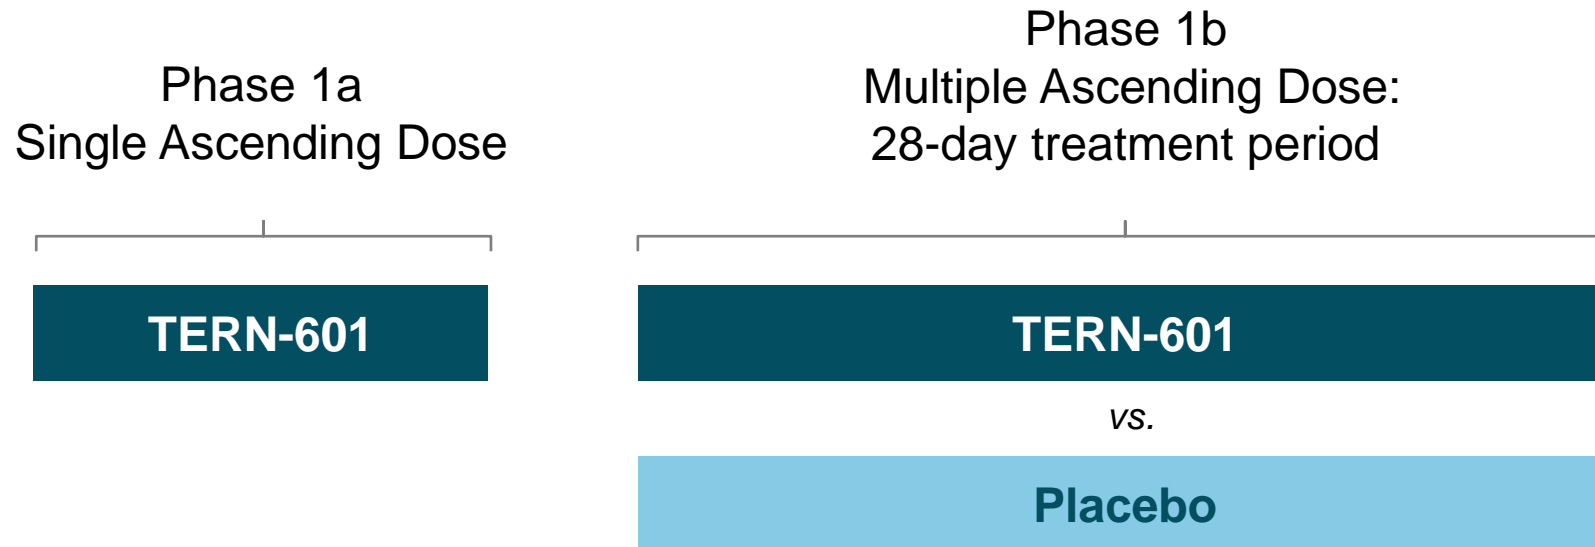 Phase 1a
Single Ascending Dose
Phase 1b
Multiple Ascending Dose:
28-day treatment period
TERN-601
TERN-601
vs.
Placebo